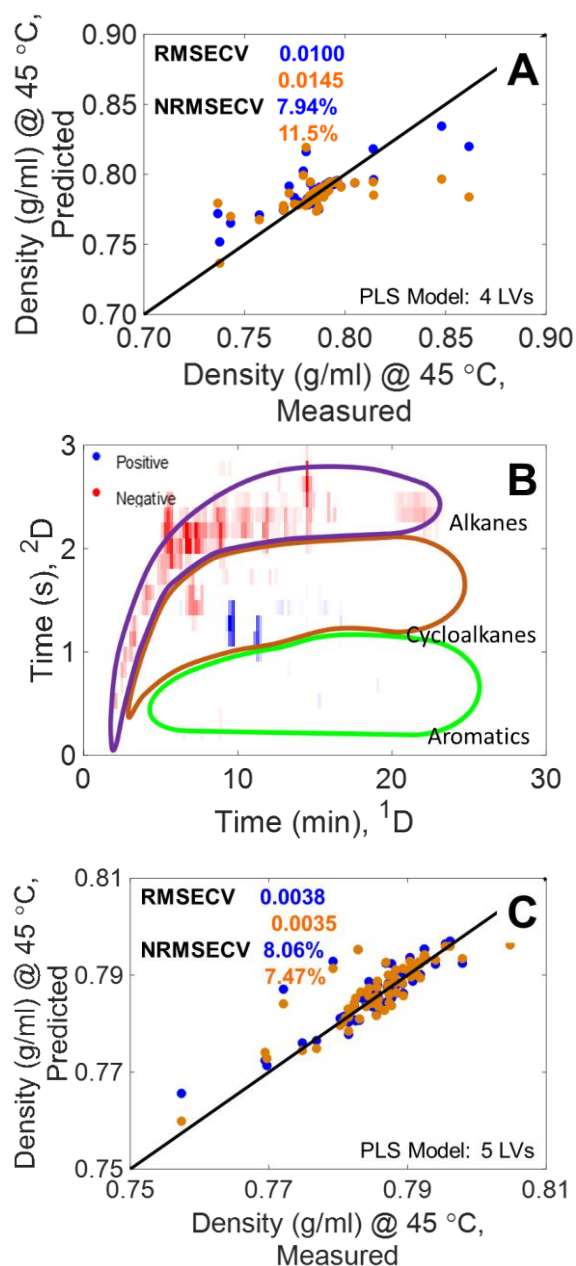 A
RMSECV 0.0100
0.0145
NRMSECV 7.94%
11.5%
0.90
0.85
0.80
0.75
0.70
Density (g/ml) @ 45 °C,
Predicted
PLS Model: 4 LVs
0.70 0.75 0.80 0.85 0.90
Density (g/ml) @ 45 °C,
Measured
B
Positive
Negative
Alkanes
Cycloalkanes
Aromatics
3
2
1
0
Time (s), ²D
0 10 20 30
Time (min), ¹D
C
RMSECV 0.0038
0.0035
NRMSECV 8.06%
7.47%
0.81
0.79
0.77
0.75
Density (g/ml) @ 45 °C,
Predicted
PLS Model: 5 LVs
0.75 0.77 0.79 0.81
Density (g/ml) @ 45 °C,
Measured